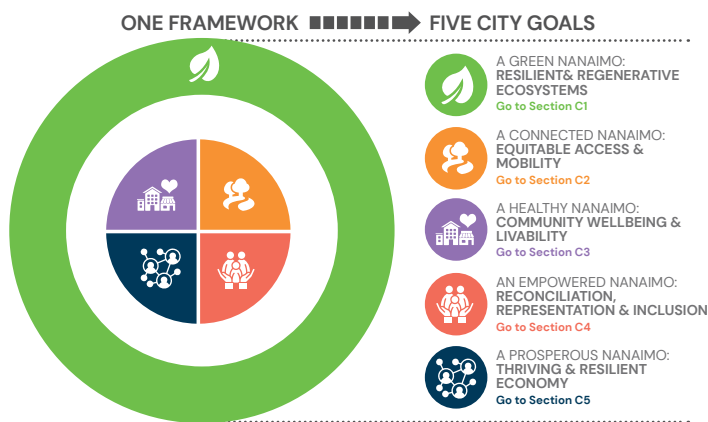 ONE FRAMEWORK FIVE CITY GOALS
A GREEN NANAIMO:
RESILIENT& REGENERATIVE
ECOSYSTEMS
Go to Section C1
A CONNECTED NANAIMO:
EQUITABLE ACCESS &
MOBILITY
Go to Section C2
A HEALTHY NANAIMO:
COMMUNITY WELLBEING &
LIVABILITY
Go to Section C3
AN EMPOWERED NANAIMO:
RECONCILIATION,
REPRESENTATION & INCLUSION
Go to Section C4
A PROSPEROUS NANAIMO:
THRIVING & RESILIENT
ECONOMY
Go to Section C5